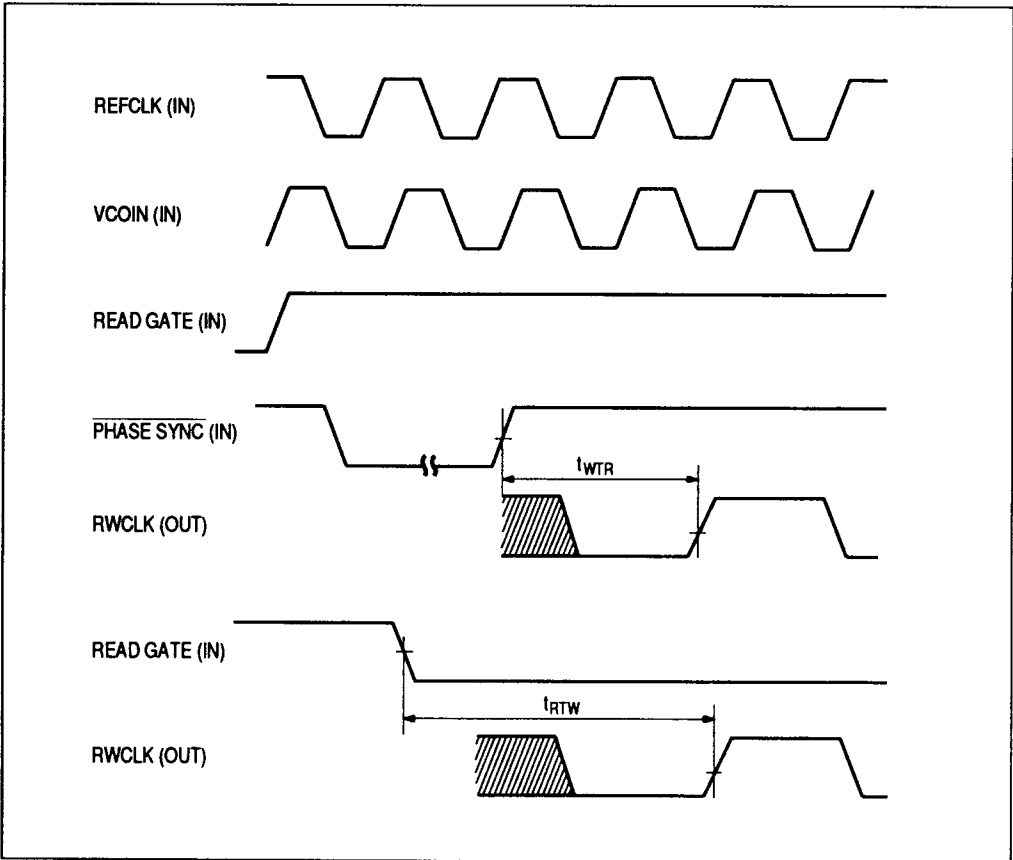 REFCLK (IN)
VCOIN (IN)
READ GATE (IN)
PHASE SYNC (IN)
tWTR
RWCLK (OUT)
READ GATE (IN)
tRTW
RWCLK (OUT)